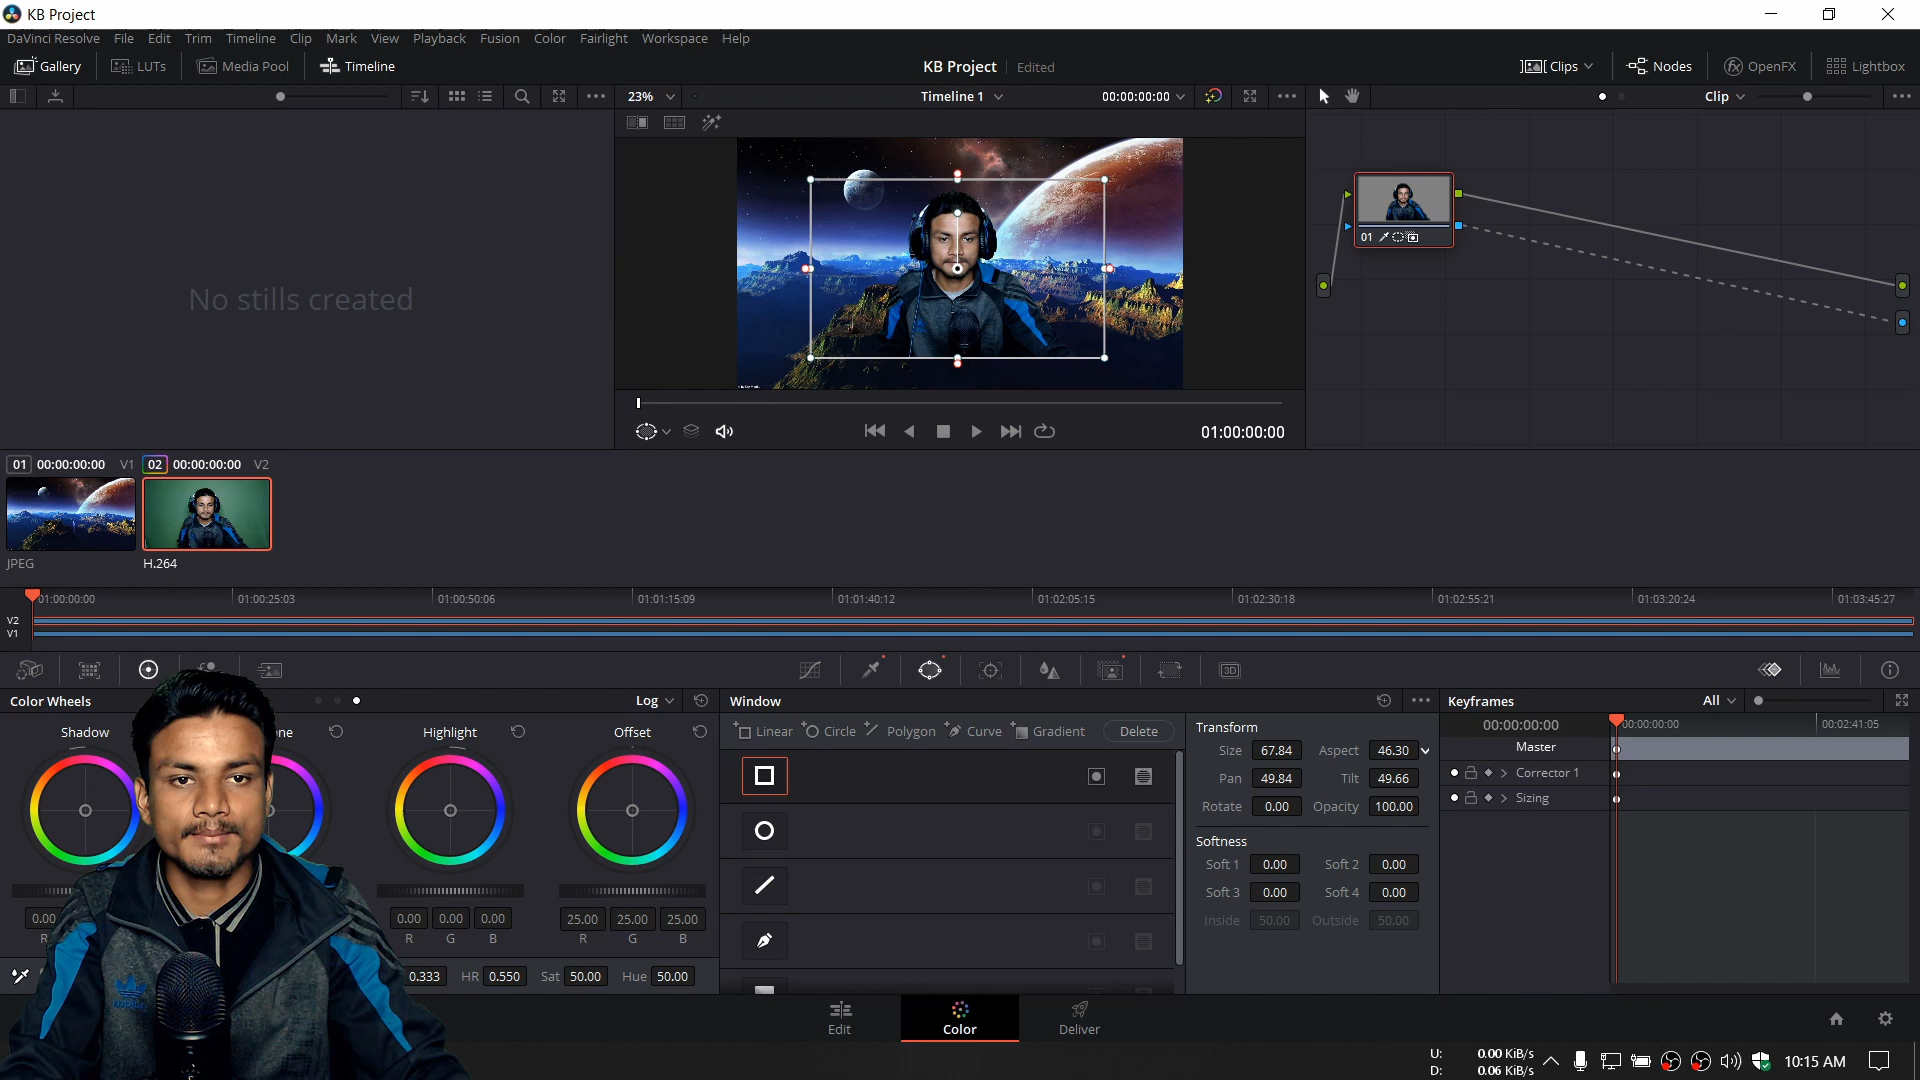 KB Project
DaVinci Resolve File Edit Trim Timeline Clip Mark View Playback Fusion Color Fairlight Workspace Help
Gallery LUTs Media Pool Timeline KB Project Edited Clips Nodes OpenFX Lightbox
23% Timeline 1 00:00:00:00 Clip
No stills created
01
01:00:00:00
01 00:00:00:00 V1 02 00:00:00:00 V2
JPEG H.264
01:00:00:00 01:00:25:03 01:00:50:06 01:01:15:09 01:01:40:12 01:02:05:15 01:02:30:18 01:02:55:21 01:03:20:24 01:03:45:27
V2
V1
3D
Color Wheels Log Window Keyframes All
Shadow ne Highlight Offset
Linear Circle Polygon Curve Gradient Delete
Transform
Size 67.84 Aspect 46.30
Pan 49.84 Tilt 49.66
Rotate 0.00 Opacity 100.00
Softness
Soft 1 0.00 Soft 2 0.00
Soft 3 0.00 Soft 4 0.00
Inside 50.00 Outside 50.00
00:00:00:00 00:00:00:00 00:02:41:05
Master
Corrector 1
Sizing
0.00 0.00 0.00 0.00 25.00 25.00 25.00
R R G B R G B
0.333 HR 0.550 Sat 50.00 Hue 50.00
adidas
Edit Color Deliver
U: 0.00 KiB/s
D: 0.06 KiB/s
10:15 AM